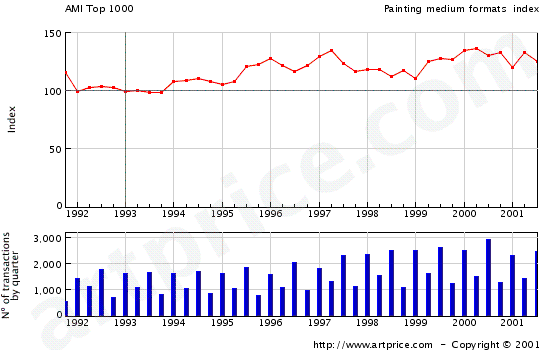 AMI Top 1000 Painting medium formats index
150
100
50
0
Index
1992 1993 1994 1995 1996 1997 1998 1999 2000 2001
artprice.com
3,000
2,000
1,000
N° of transactions
by quarter
1992 1993 1994 1995 1996 1997 1998 1999 2000 2001
http://www.artprice.com - Copyright © 2001